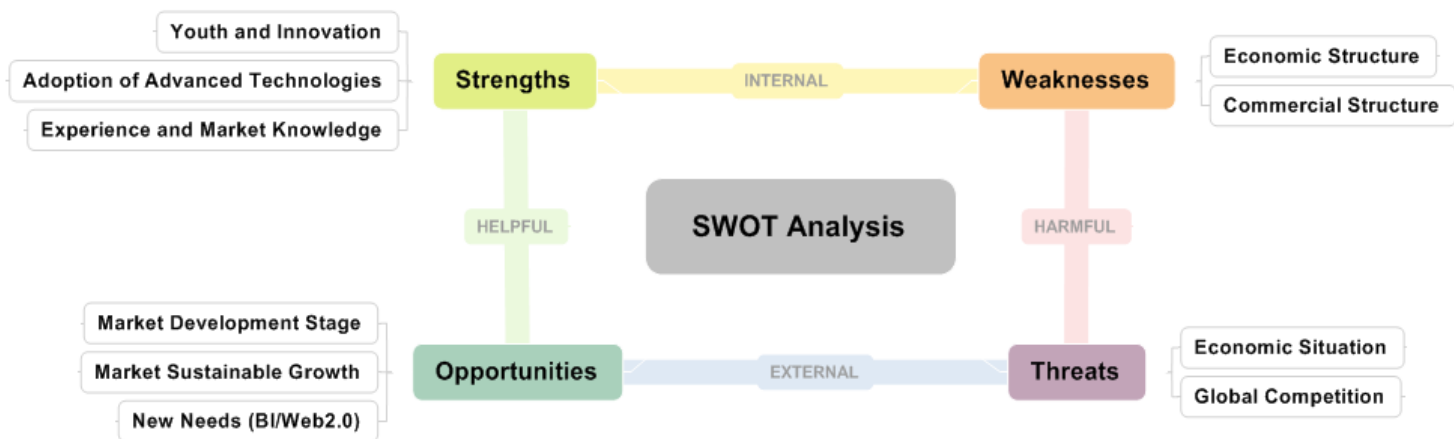 Youth and Innovation
Adoption of Advanced Technologies
Experience and Market Knowledge
Strengths
INTERNAL
Weaknesses
Economic Structure
Commercial Structure
HELPFUL
SWOT Analysis
HARMFUL
Market Development Stage
Market Sustainable Growth
New Needs (BI/Web2.0)
Opportunities
EXTERNAL
Threats
Economic Situation
Global Competition